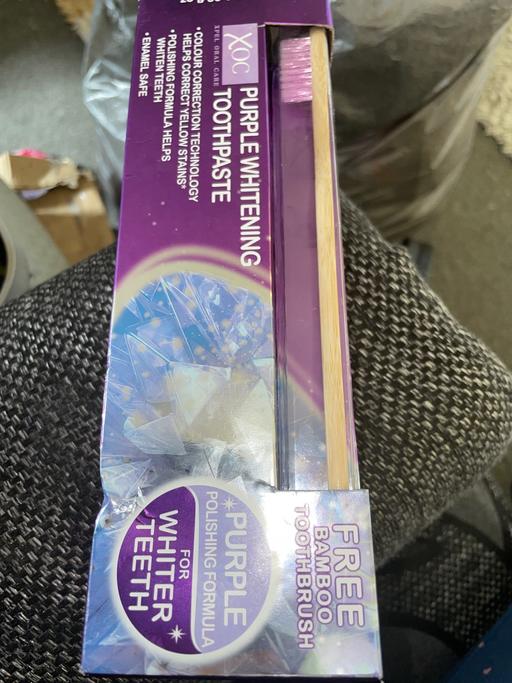 XOC
XPEL ORAL CARE
PURPLE WHITENING
TOOTHPASTE
•COLOUR CORRECTION TECHNOLOGY
HELPS CORRECT YELLOW STAINS*
•POLISHING FORMULA HELPS
WHITEN TEETH
•ENAMEL SAFE
PURPLE
POLISHING FORMULA
FOR
WHITER
TEETH
FREE
BAMBOO
TOOTHBRUSH